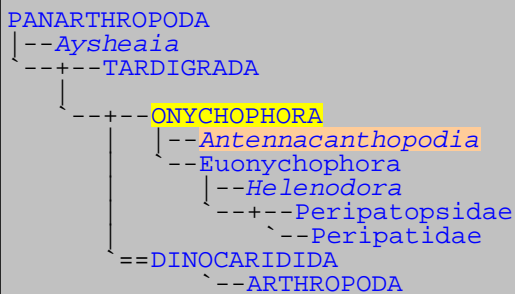 PANARTHROPODA
|--Aysheaia
`--+--TARDIGRADA
   |
   `--+--ONYCHOPHORA
      |  |--Antennacanthopodia
      |  `--Euonychophora
      |     |--Helenodora
      |     `--+--Peripatopsidae
      |        `--Peripatidae
      `==DINOCARIDIDA
            `--ARTHROPODA